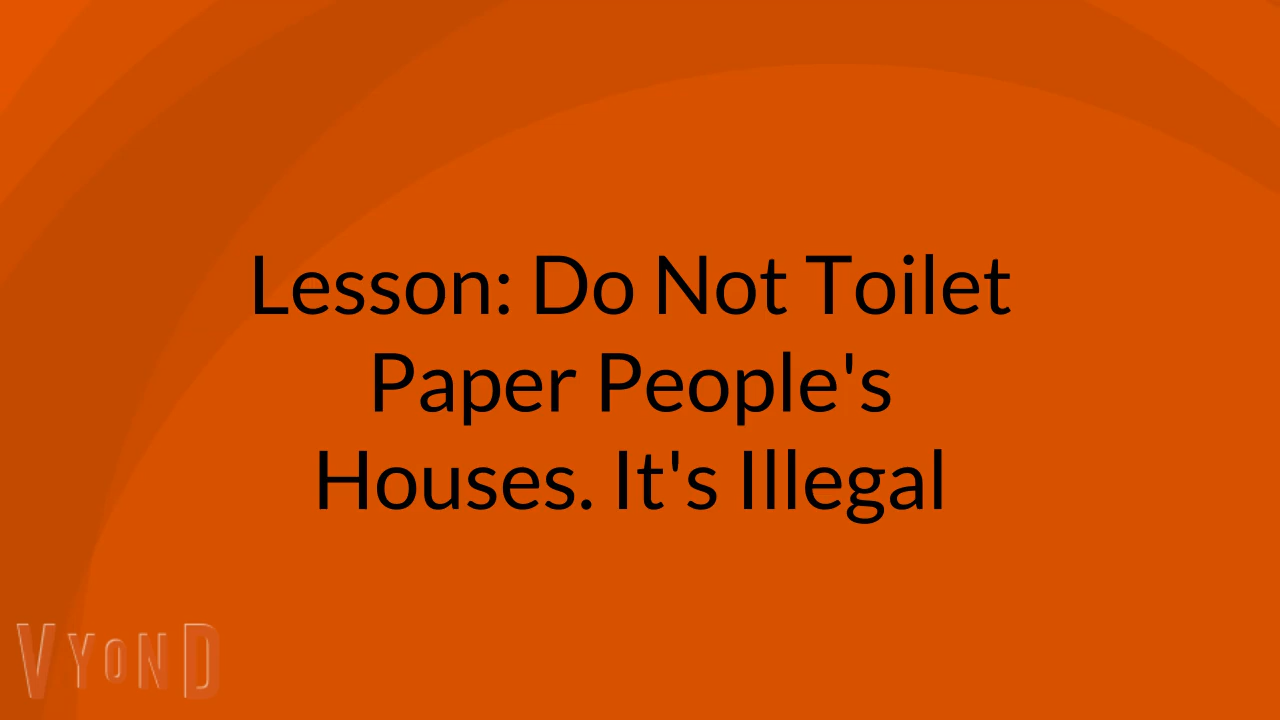 Lesson: Do Not Toilet
Paper People's
Houses. It's Illegal
VYOND